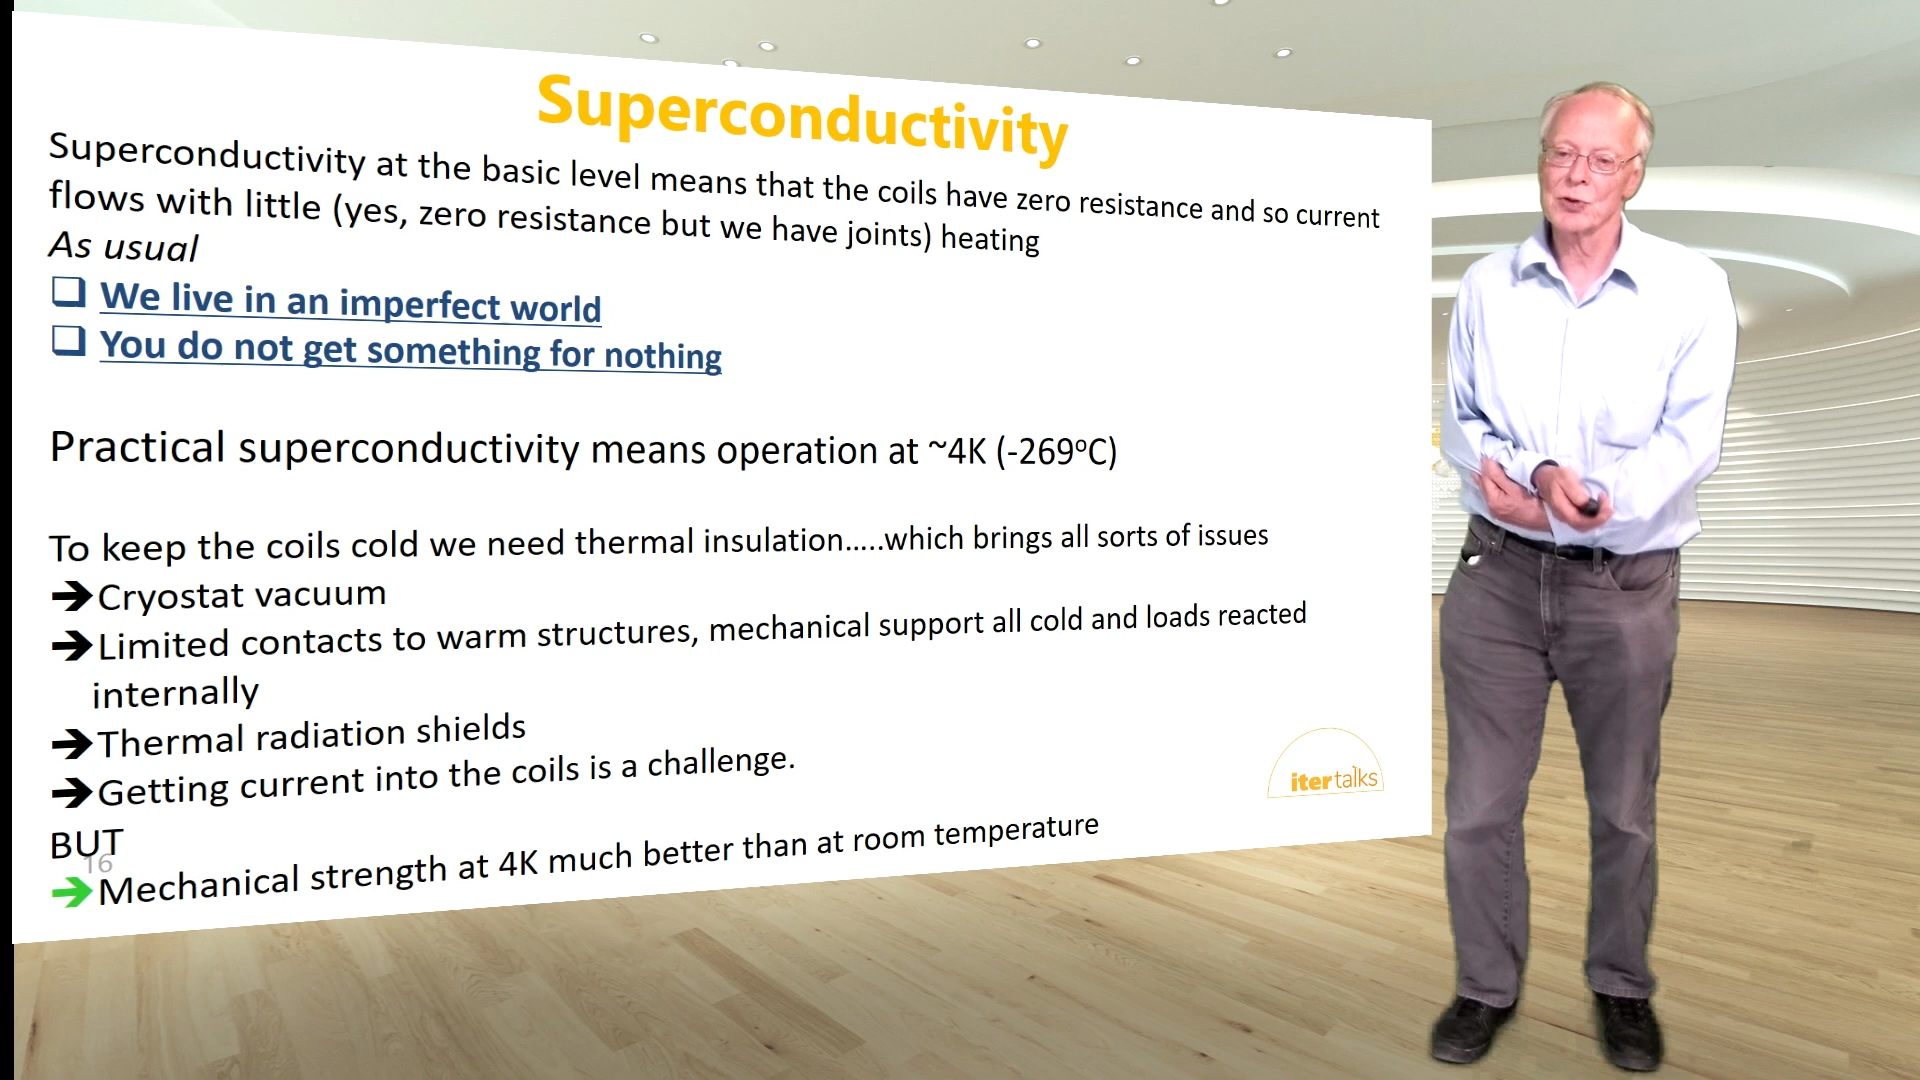 Superconductivity
Superconductivity at the basic level means that the coils have zero resistance and so current
flows with little (yes, zero resistance but we have joints) heating
As usual
❑ We live in an imperfect world
❑ You do not get something for nothing
Practical superconductivity means operation at ~4K (-269ºC)
To keep the coils cold we need thermal insulation.....which brings all sorts of issues
➔Cryostat vacuum
➔Limited contacts to warm structures, mechanical support all cold and loads reacted
internally
➔Thermal radiation shields
➔Getting current into the coils is a challenge.
iter talks
BUT
16
➔Mechanical strength at 4K much better than at room temperature